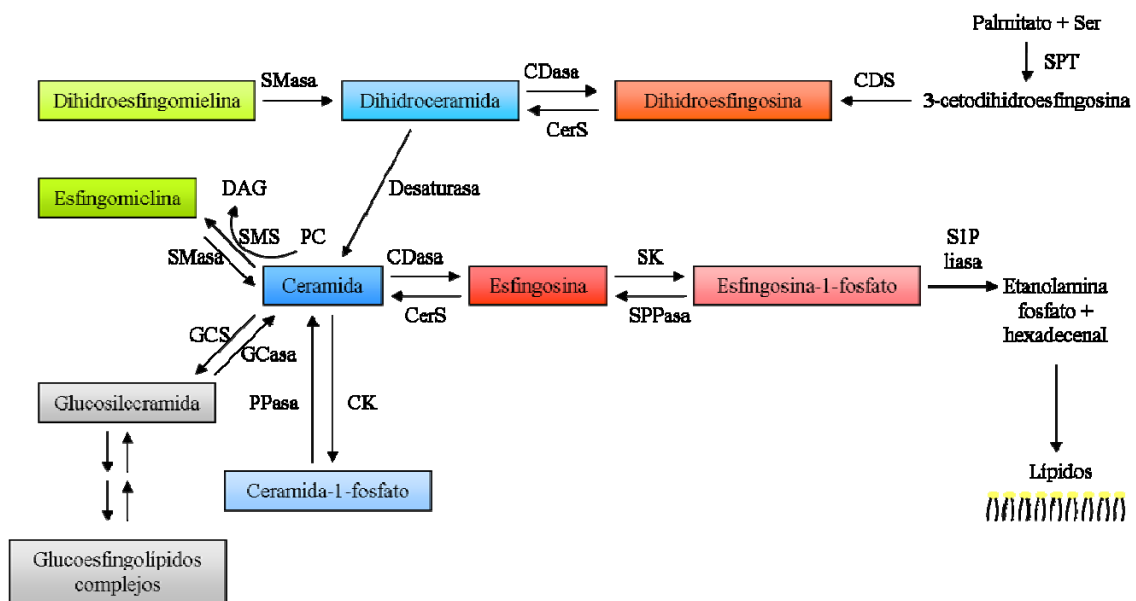 Palmitato + Ser
SPT
SMasa
CDasa
CDS
Dihidroesfingomielina
Dihidroceramida
Dihidroesfingosina
3-cetodihidroesfingosina
CerS
DAG
Desaturasa
Esfingomiclina
SMS
PC
SMasa
CDasa
SK
S1P
liasa
Ceramida
Esfingosina
Esfingosina-1-fosfato
Etanolamina
fosfato +
hexadecenal
CerS
SPPasa
GCS
GCasa
Glucosilceramida
PPasa
CK
Ceramida-1-fosfato
Lípidos
Glucoesfingolípidos
complejos